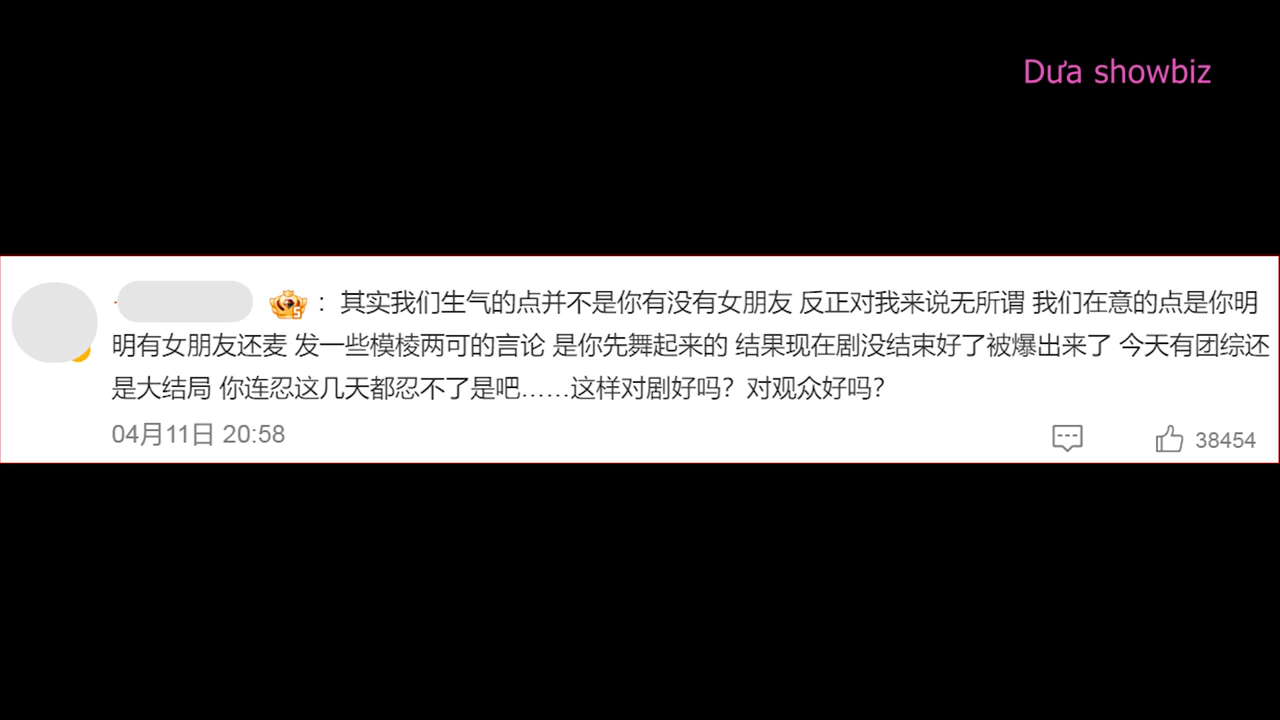 Dưa showbiz
：其实我们生气的点并不是你有没有女朋友 反正对我来说无所谓 我们在意的点是你明
明有女朋友还麦 发一些模棱两可的言论 是你先舞起来的 结果现在剧没结束好了被爆出来了 今天有团综还
是大结局 你连忍这几天都忍不了是吧……这样对剧好吗？对观众好吗？
04月11日 20:58
38454